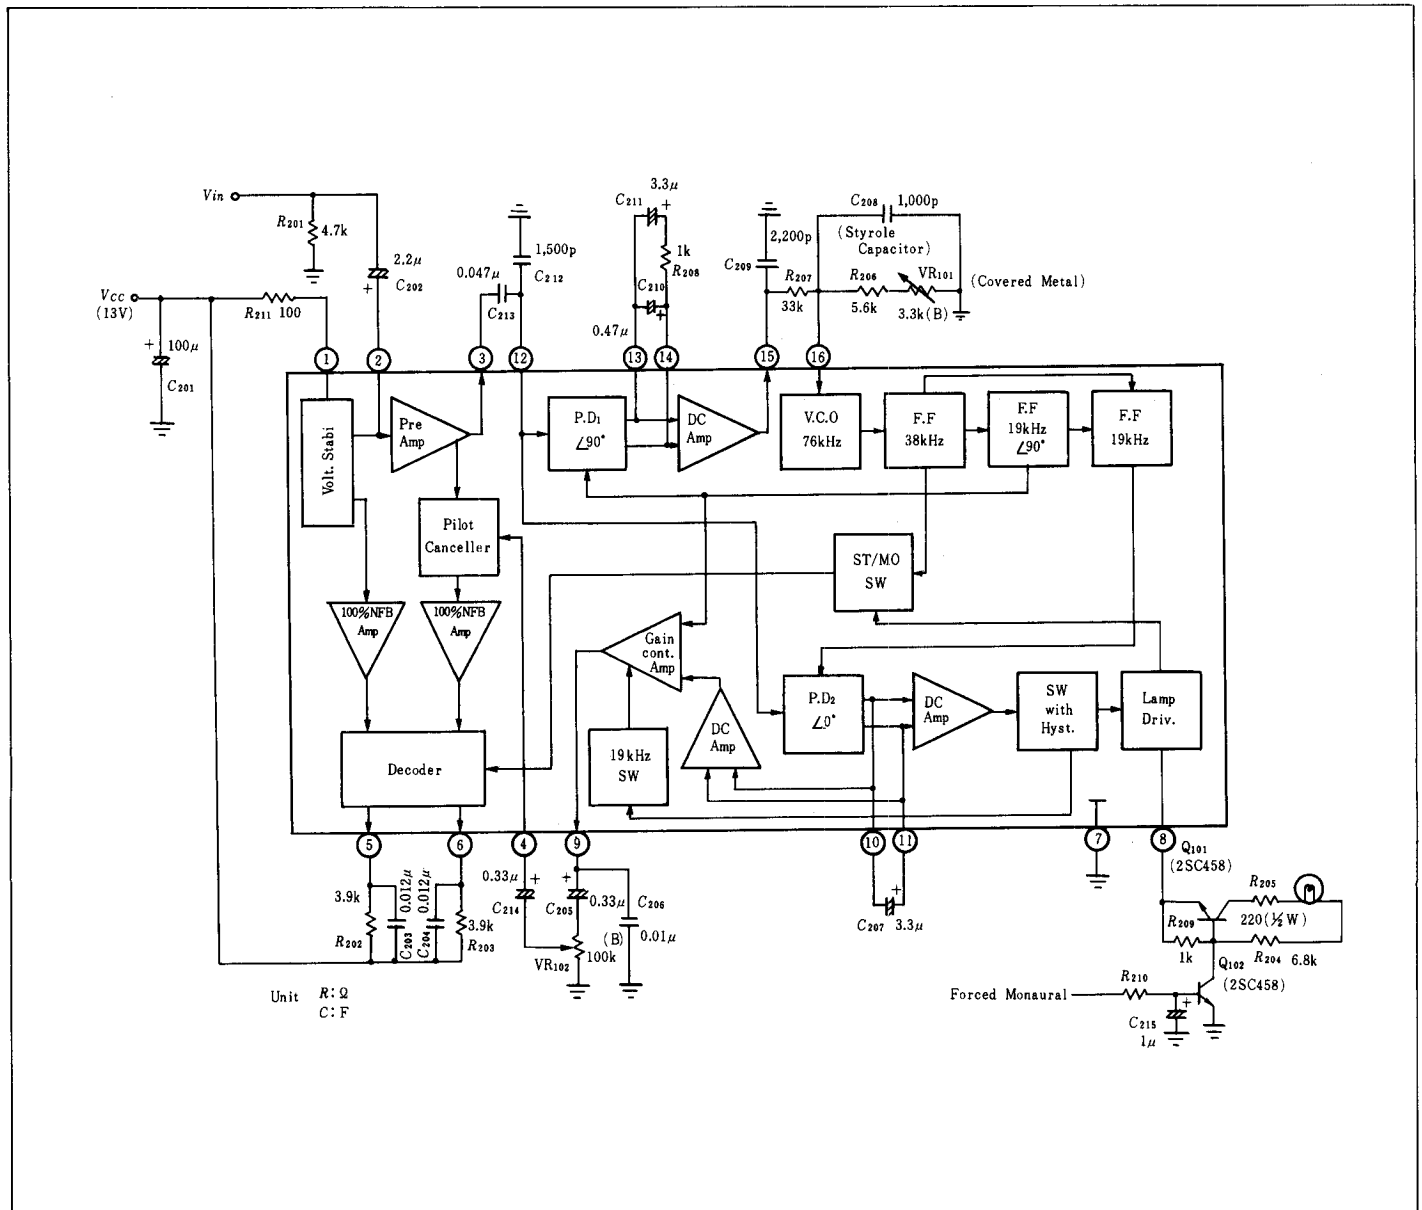 Vin
R201
4.7k
2.2μ
+
C202
Vcc
(13V)
R211 100
+ 100μ
C201
0.047μ
C213
1,500p
C212
3.3μ
C211
+
1k
R208
C210
+
0.47μ
2,200p
C209
R207
33k
C208 1,000p
(Styrole
Capacitor)
R206
5.6k
VR101
3.3k(B)
(Covered Metal)
1
2
3
12
13
14
15
16
Volt. Stabi
Pre
Amp
P.D1
∠90°
DC
Amp
V.C.O
76kHz
F.F
38kHz
F.F
19kHz
∠90°
F.F
19kHz
Pilot
Canceller
ST/MO
SW
100%NFB
Amp
100%NFB
Amp
Gain
cont.
Amp
P.D2
∠0°
DC
Amp
SW
with
Hyst.
Lamp
Driv.
DC
Amp
19kHz
SW
Decoder
5
6
4
9
10
11
7
8
3.9k
R202
0.012μ
C203
0.012μ
C204
3.9k
R203
0.33μ +
C214
+
C205
0.33μ
C206
0.01μ
(B)
100k
VR102
C207
+
3.3μ
Q101
(2SC458)
R205
220(½W)
R209
1k
R204 6.8k
Q102
(2SC458)
R210
Forced Monaural
+
C215
1μ
Unit R: Ω
C: F